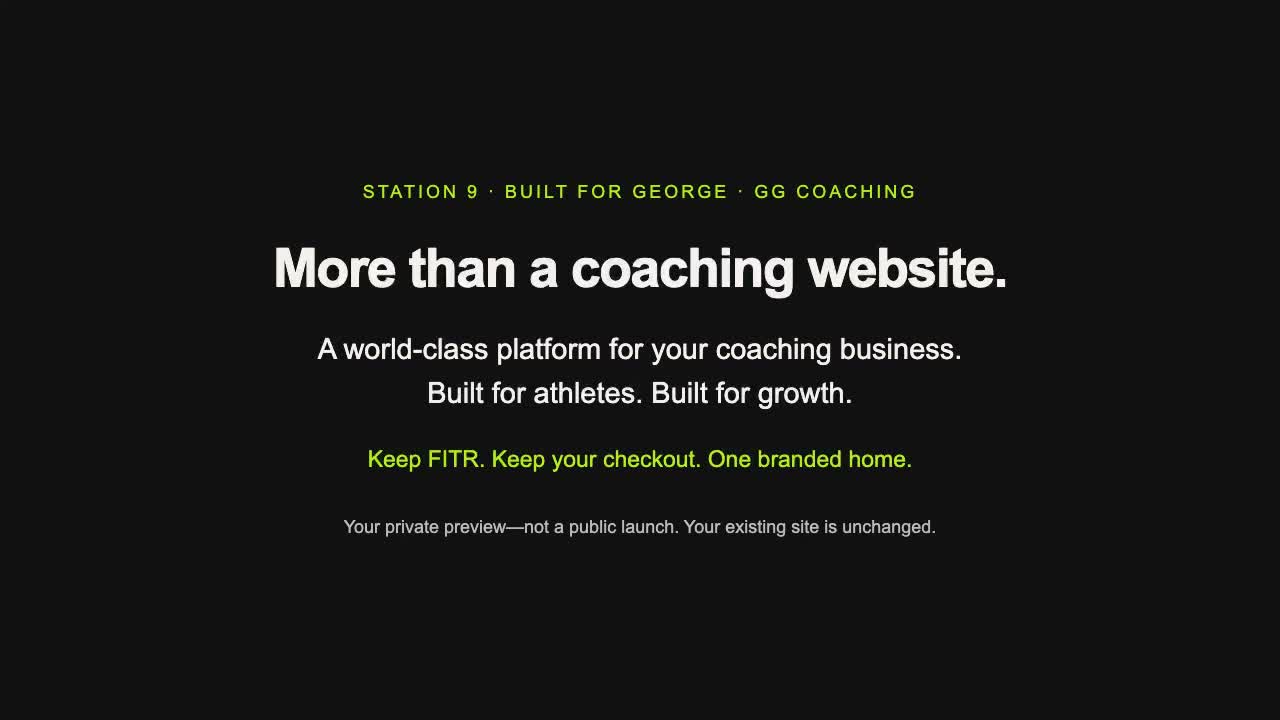 STATION 9 · BUILT FOR GEORGE · GG COACHING
More than a coaching website.
A world-class platform for your coaching business.
Built for athletes. Built for growth.
Keep FITR. Keep your checkout. One branded home.
Your private preview—not a public launch. Your existing site is unchanged.